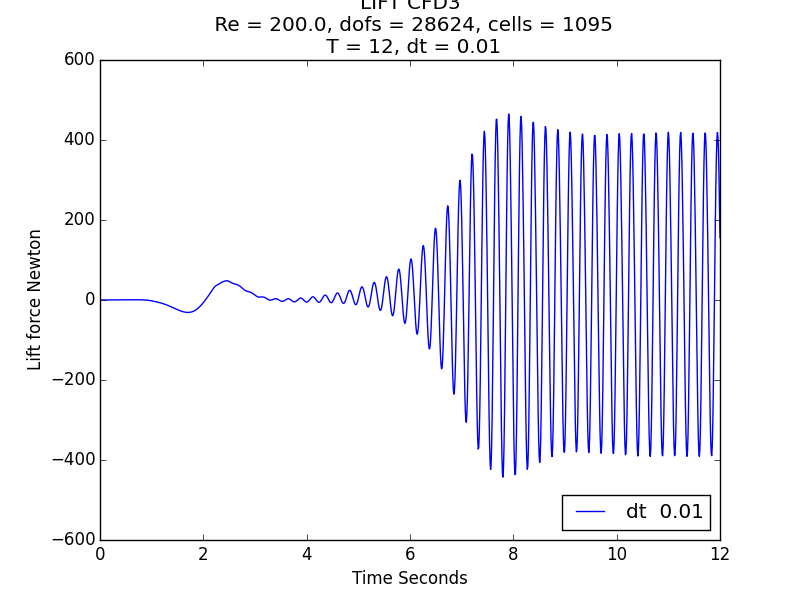 LIFT CFD3
Re = 200.0, dofs = 28624, cells = 1095
T = 12, dt = 0.01
600
400
200
0
−200
−400
−600
Lift force Newton
dt 0.01
0 2 4 6 8 10 12
Time Seconds